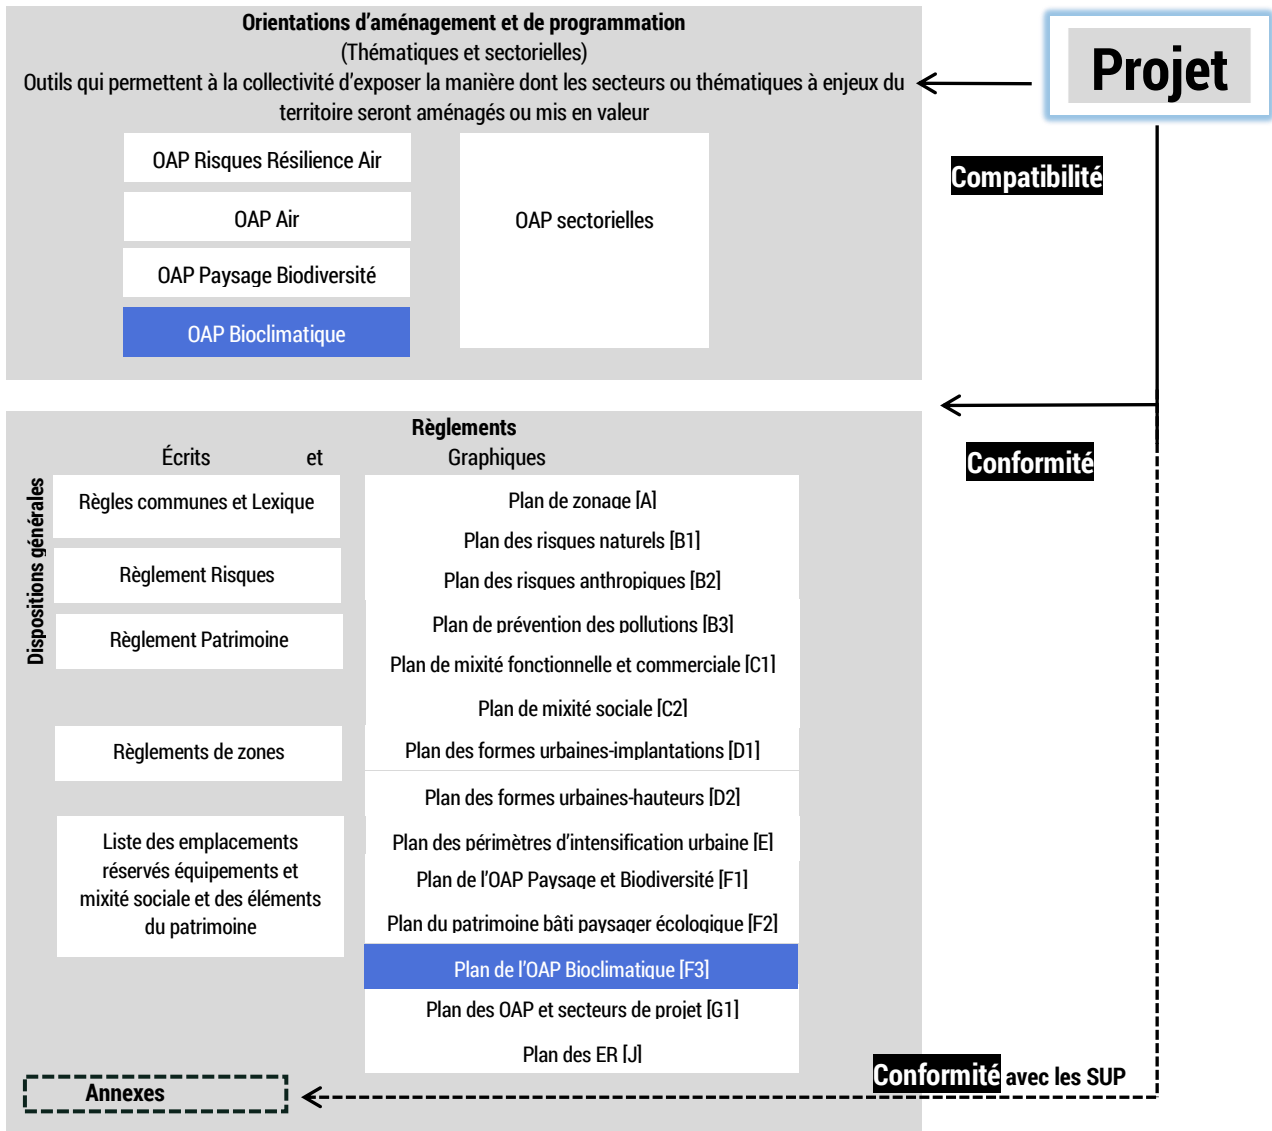 Orientations d’aménagement et de programmation
(Thématiques et sectorielles)
Outils qui permettent à la collectivité d’exposer la manière dont les secteurs ou thématiques à enjeux du
territoire seront aménagés ou mis en valeur
OAP Risques Résilience Air
OAP Air
OAP Paysage Biodiversité
OAP Bioclimatique
OAP sectorielles
Projet
Compatibilité
Conformité
Règlements
Écrits et Graphiques
Dispositions générales
Règles communes et Lexique
Règlement Risques
Règlement Patrimoine
Règlements de zones
Liste des emplacements
réservés équipements et
mixité sociale et des éléments
du patrimoine
Plan de zonage [A]
Plan des risques naturels [B1]
Plan des risques anthropiques [B2]
Plan de prévention des pollutions [B3]
Plan de mixité fonctionnelle et commerciale [C1]
Plan de mixité sociale [C2]
Plan des formes urbaines-implantations [D1]
Plan des formes urbaines-hauteurs [D2]
Plan des périmètres d’intensification urbaine [E]
Plan de l’OAP Paysage et Biodiversité [F1]
Plan du patrimoine bâti paysager écologique [F2]
Plan de l’OAP Bioclimatique [F3]
Plan des OAP et secteurs de projet [G1]
Plan des ER [J]
Annexes
Conformité avec les SUP